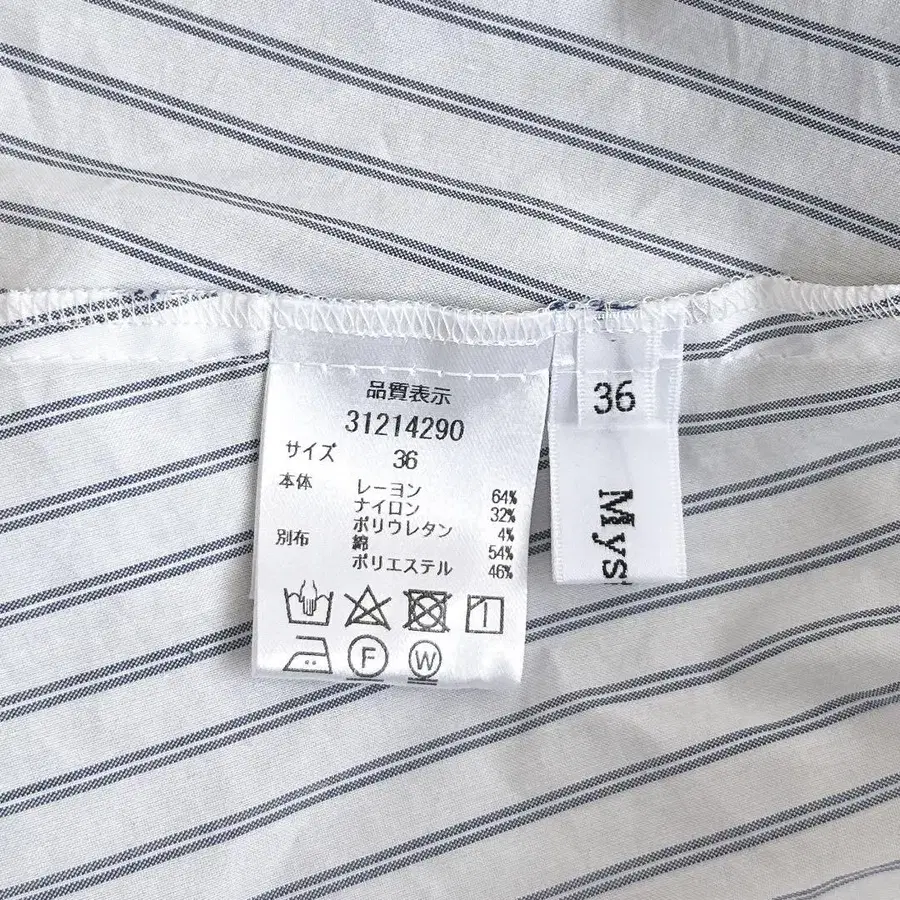 品質表示
31214290
サイズ 36
本体 レーヨン 64%
ナイロン 32%
ポリウレタン 4%
別布 綿 54%
ポリエステル 46%
F W
36
Mys